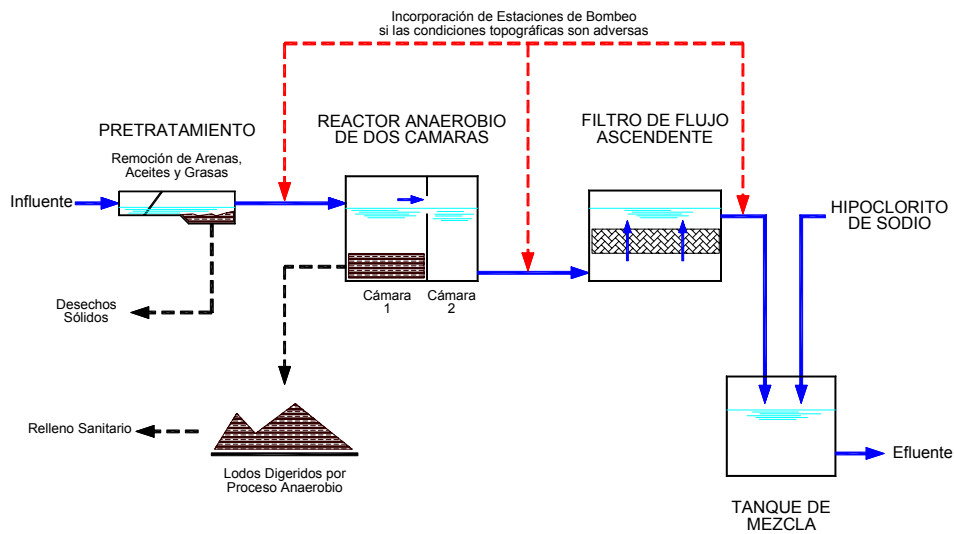 Incorporación de Estaciones de Bombeo
si las condiciones topográficas son adversas
PRETRATAMIENTO
Remoción de Arenas,
Aceites y Grasas
REACTOR ANAEROBIO
DE DOS CAMARAS
FILTRO DE FLUJO
ASCENDENTE
Influente
HIPOCLORITO
DE SODIO
Cámara
1
Cámara
2
Desechos
Sólidos
Relleno Sanitario
Lodos Digeridos por
Proceso Anaerobio
Efluente
TANQUE DE
MEZCLA